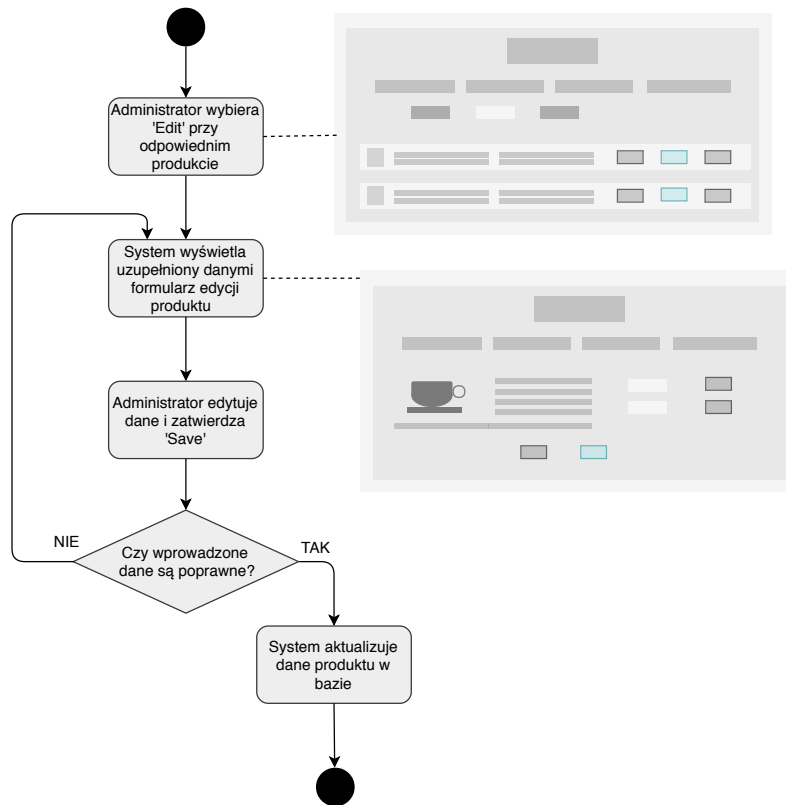 Administrator wybiera
'Edit' przy
odpowiednim
produkcie
System wyświetla
uzupełniony danymi
formularz edycji
produktu
Administrator edytuje
dane i zatwierdza
'Save'
NIE
Czy wprowadzone
dane są poprawne?
TAK
System aktualizuje
dane produktu w
bazie